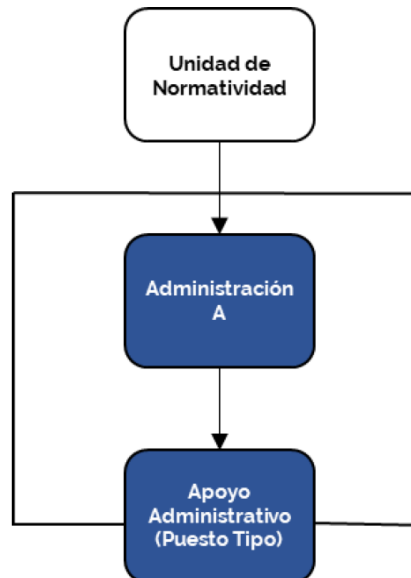 Unidad de
Normatividad
Administración
A
Apoyo
Administrativo
(Puesto Tipo)